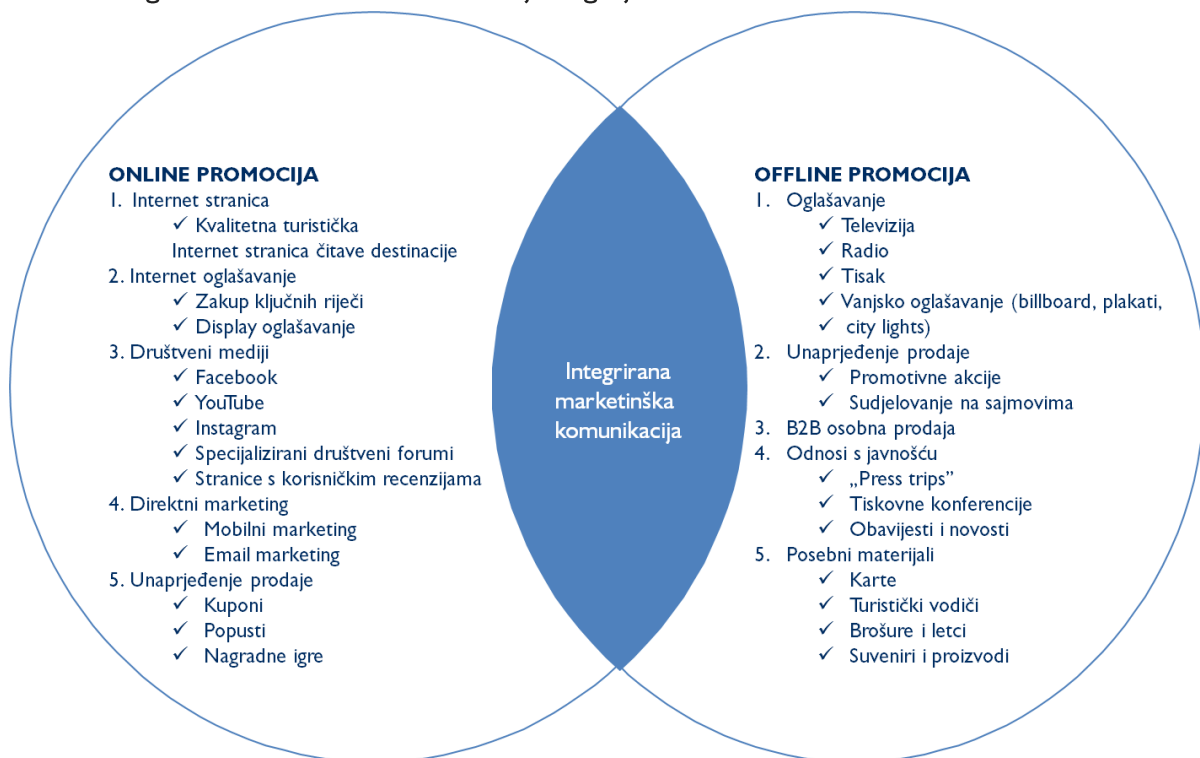 ONLINE PROMOCIJA
1. Internet stranica
✓ Kvalitetna turistička
Internet stranica čitave destinacije
2. Internet oglašavanje
✓ Zakup ključnih riječi
✓ Display oglašavanje
3. Društveni mediji
✓ Facebook
✓ YouTube
✓ Instagram
✓ Specijalizirani društveni forumi
✓ Stranice s korisničkim recenzijama
4. Direktni marketing
✓ Mobilni marketing
✓ Email marketing
5. Unaprjeđenje prodaje
✓ Kuponi
✓ Popusti
✓ Nagradne igre
Integrirana
marketinška
komunikacija
OFFLINE PROMOCIJA
1. Oglašavanje
✓ Televizija
✓ Radio
✓ Tisak
✓ Vanjsko oglašavanje (billboard, plakati,
✓ city lights)
2. Unaprjeđenje prodaje
✓ Promotivne akcije
✓ Sudjelovanje na sajmovima
3. B2B osobna prodaja
4. Odnosi s javnošću
✓ „Press trips”
✓ Tiskovne konferencije
✓ Obavijesti i novosti
5. Posebni materijali
✓ Karte
✓ Turistički vodiči
✓ Brošure i letci
✓ Suveniri i proizvodi